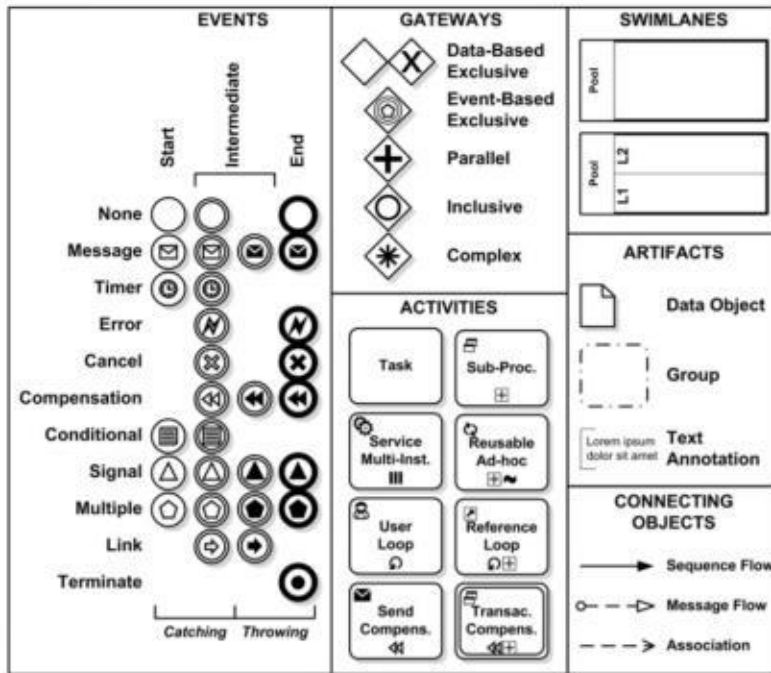 EVENTS
Start
Intermediate
End
None
Message
Timer
Error
Cancel
Compensation
Conditional
Signal
Multiple
Link
Terminate
Catching
Throwing
GATEWAYS
X
Data-Based
Exclusive
Event-Based
Exclusive
Parallel
Inclusive
Complex
ACTIVITIES
Task
Sub-Proc.
Service
Multi-Inst.
Reusable
Ad-hoc
User
Loop
Reference
Loop
Send
Compens.
Transac.
Compens.
SWIMLANES
Pool
Pool
L2
L1
ARTIFACTS
Data Object
Group
Lorem ipsum
dolor sit amet
Text
Annotation
CONNECTING
OBJECTS
Sequence Flow
Message Flow
Association